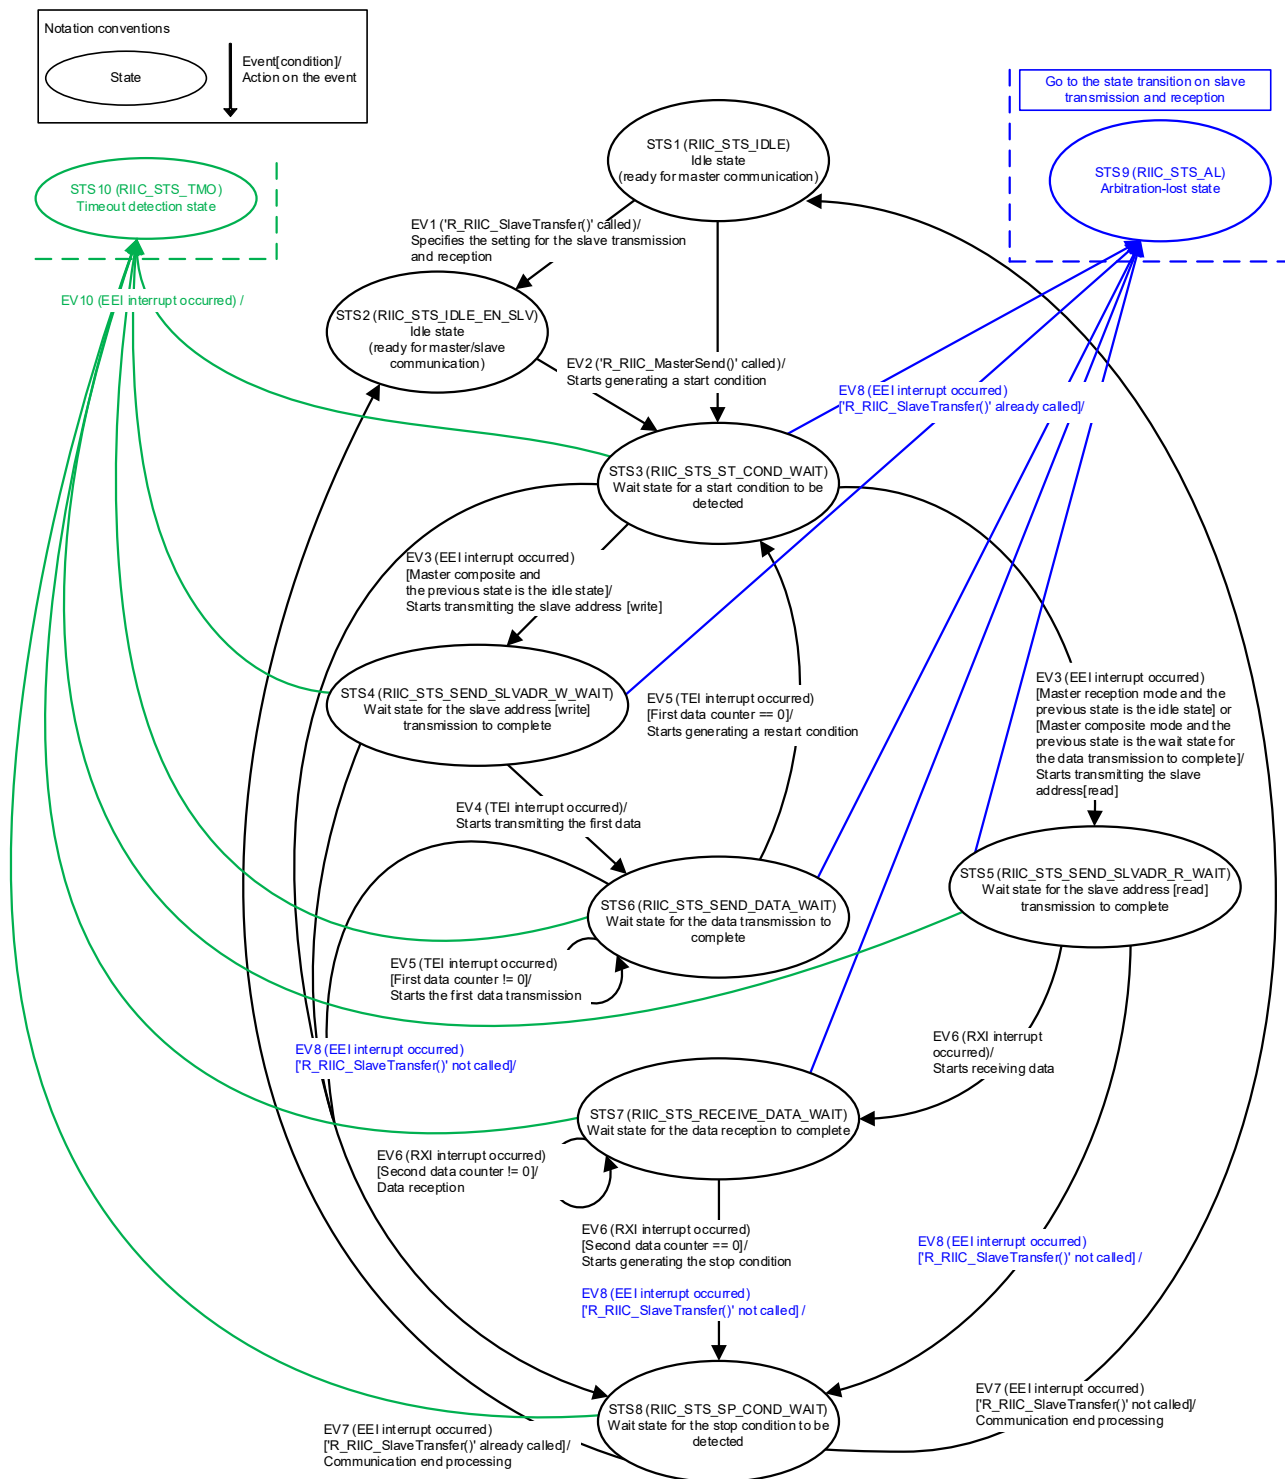 Notation conventions
State
Event[condition]/
Action on the event
Go to the state transition on slave
transmission and reception
STS1 (RIIC_STS_IDLE)
Idle state
(ready for master communication)
STS9 (RIIC_STS_AL)
Arbitration-lost state
STS10 (RIIC_STS_TMO)
Timeout detection state
EV1 ('R_RIIC_SlaveTransfer()' called)/
Specifies the setting for the slave transmission
and reception
EV10 (EEI interrupt occurred) /
STS2 (RIIC_STS_IDLE_EN_SLV)
Idle state
(ready for master/slave
communication)
EV2 ('R_RIIC_MasterSend()' called)/
Starts generating a start condition
EV8 (EEI interrupt occurred)
['R_RIIC_SlaveTransfer()' already called]/
STS3 (RIIC_STS_ST_COND_WAIT)
Wait state for a start condition to be
detected
EV3 (EEI interrupt occurred)
[Master composite and
the previous state is the idle state]/
Starts transmitting the slave address [write]
STS4 (RIIC_STS_SEND_SLVADR_W_WAIT)
Wait state for the slave address [write]
transmission to complete
EV5 (TEI interrupt occurred)
[First data counter == 0]/
Starts generating a restart condition
EV3 (EEI interrupt occurred)
[Master reception mode and the
previous state is the idle state] or
[Master composite mode and the
previous state is the wait state for
the data transmission to complete]/
Starts transmitting the slave
address[read]
EV4 (TEI interrupt occurred)/
Starts transmitting the first data
STS5 (RIIC_STS_SEND_SLVADR_R_WAIT)
Wait state for the slave address [read]
transmission to complete
STS6 (RIIC_STS_SEND_DATA_WAIT)
Wait state for the data transmission to
complete
EV5 (TEI interrupt occurred)
[First data counter != 0]/
Starts the first data transmission
EV8 (EEI interrupt occurred)
['R_RIIC_SlaveTransfer()' not called]/
EV6 (RXI interrupt
occurred)/
Starts receiving data
STS7 (RIIC_STS_RECEIVE_DATA_WAIT)
Wait state for the data reception to complete
EV6 (RXI interrupt occurred)
[Second data counter != 0]/
Data reception
EV6 (RXI interrupt occurred)
[Second data counter == 0]/
Starts generating the stop condition
EV8 (EEI interrupt occurred)
['R_RIIC_SlaveTransfer()' not called] /
EV8 (EEI interrupt occurred)
['R_RIIC_SlaveTransfer()' not called] /
STS8 (RIIC_STS_SP_COND_WAIT)
Wait state for the stop condition to be
detected
EV7 (EEI interrupt occurred)
['R_RIIC_SlaveTransfer()' not called]/
Communication end processing
EV7 (EEI interrupt occurred)
['R_RIIC_SlaveTransfer()' already called]/
Communication end processing